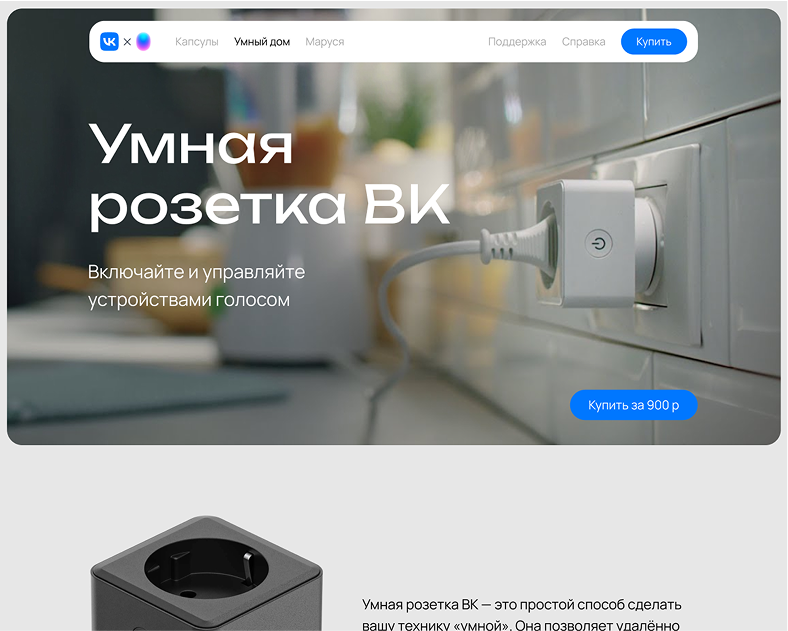 VK × Капсулы Умный дом Маруся Поддержка Справка Купить
Умная
розетка ВК
Включайте и управляйте
устройствами голосом
Купить за 900 р
Умная розетка ВК — это простой способ сделать
вашу технику «умной». Она позволяет удалённо